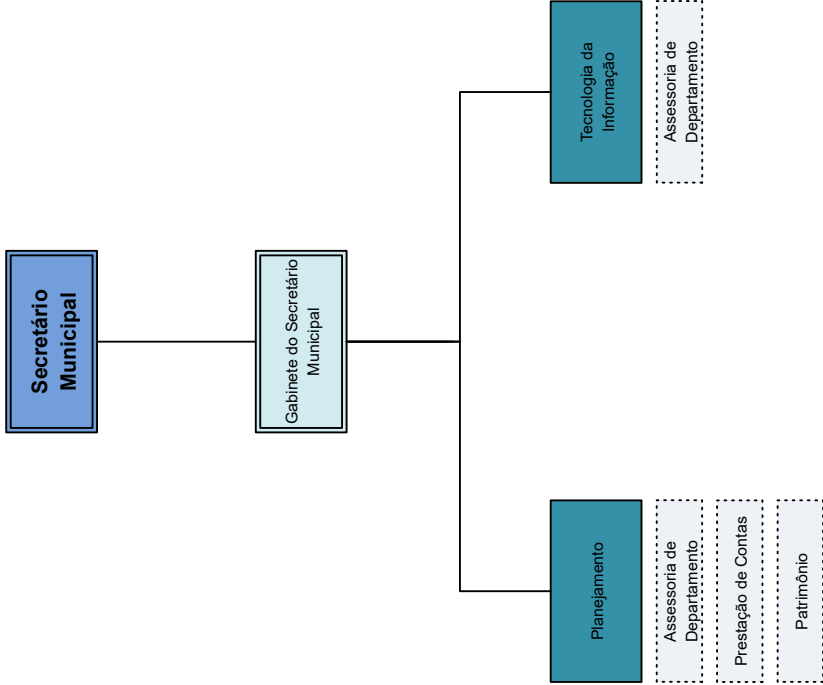 Secretário
Municipal
Gabinete do Secretário
Municipal
Planejamento
Assessoria de
Departamento
Prestação de Contas
Patrimônio
Tecnologia da
Informação
Assessoria de
Departamento